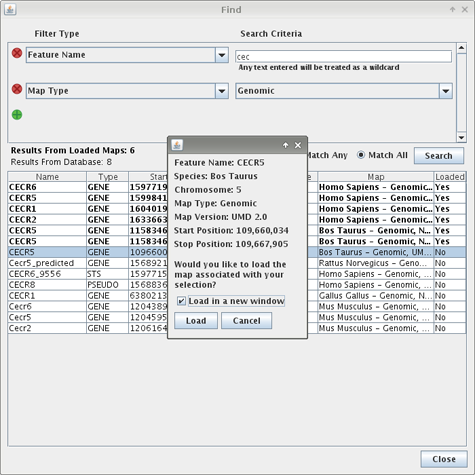 Find
Filter Type Search Criteria
Feature Name cec
Any text entered will be treated as a wildcard
Map Type Genomic
Results From Loaded Maps: 6
Results From Database: 8
Match Any Match All Search
Name Type Start Map Loaded
CECR6 GENE 1597719 Homo Sapiens - Genomic... Yes
CECR5 GENE 1599841 Homo Sapiens - Genomic... Yes
CECR1 GENE 1604019 Homo Sapiens - Genomic... Yes
CECR2 GENE 1633663 Homo Sapiens - Genomic... Yes
CECR5 GENE 1158346 Bos Taurus - Genomic, N... Yes
CECR5 GENE 1158346 Bos Taurus - Genomic, N... Yes
CECR5 GENE 1096600 Bos Taurus - Genomic, UM... No
Cecr5_predicted GENE 1568921 Rattus Norvegicus - Geno... No
CECR6_9556 STS 1597715 Homo Sapiens - Genomic, ... No
CECR8 PSEUDO 1568836 Homo Sapiens - Genomic, ... No
CECR1 GENE 6380213 Gallus Gallus - Genomic, N... No
Cecr6 GENE 1204389 Mus Musculus - Genomic, ... No
Cecr5 GENE 1204595 Mus Musculus - Genomic, ... No
Cecr2 GENE 1206164 Mus Musculus - Genomic, ... No
Feature Name: CECR5
Species: Bos Taurus
Chromosome: 5
Map Type: Genomic
Map Version: UMD 2.0
Start Position: 109,660,034
Stop Position: 109,667,905
Would you like to load the
map associated with your
selection?
Load in a new window
Load Cancel
Close